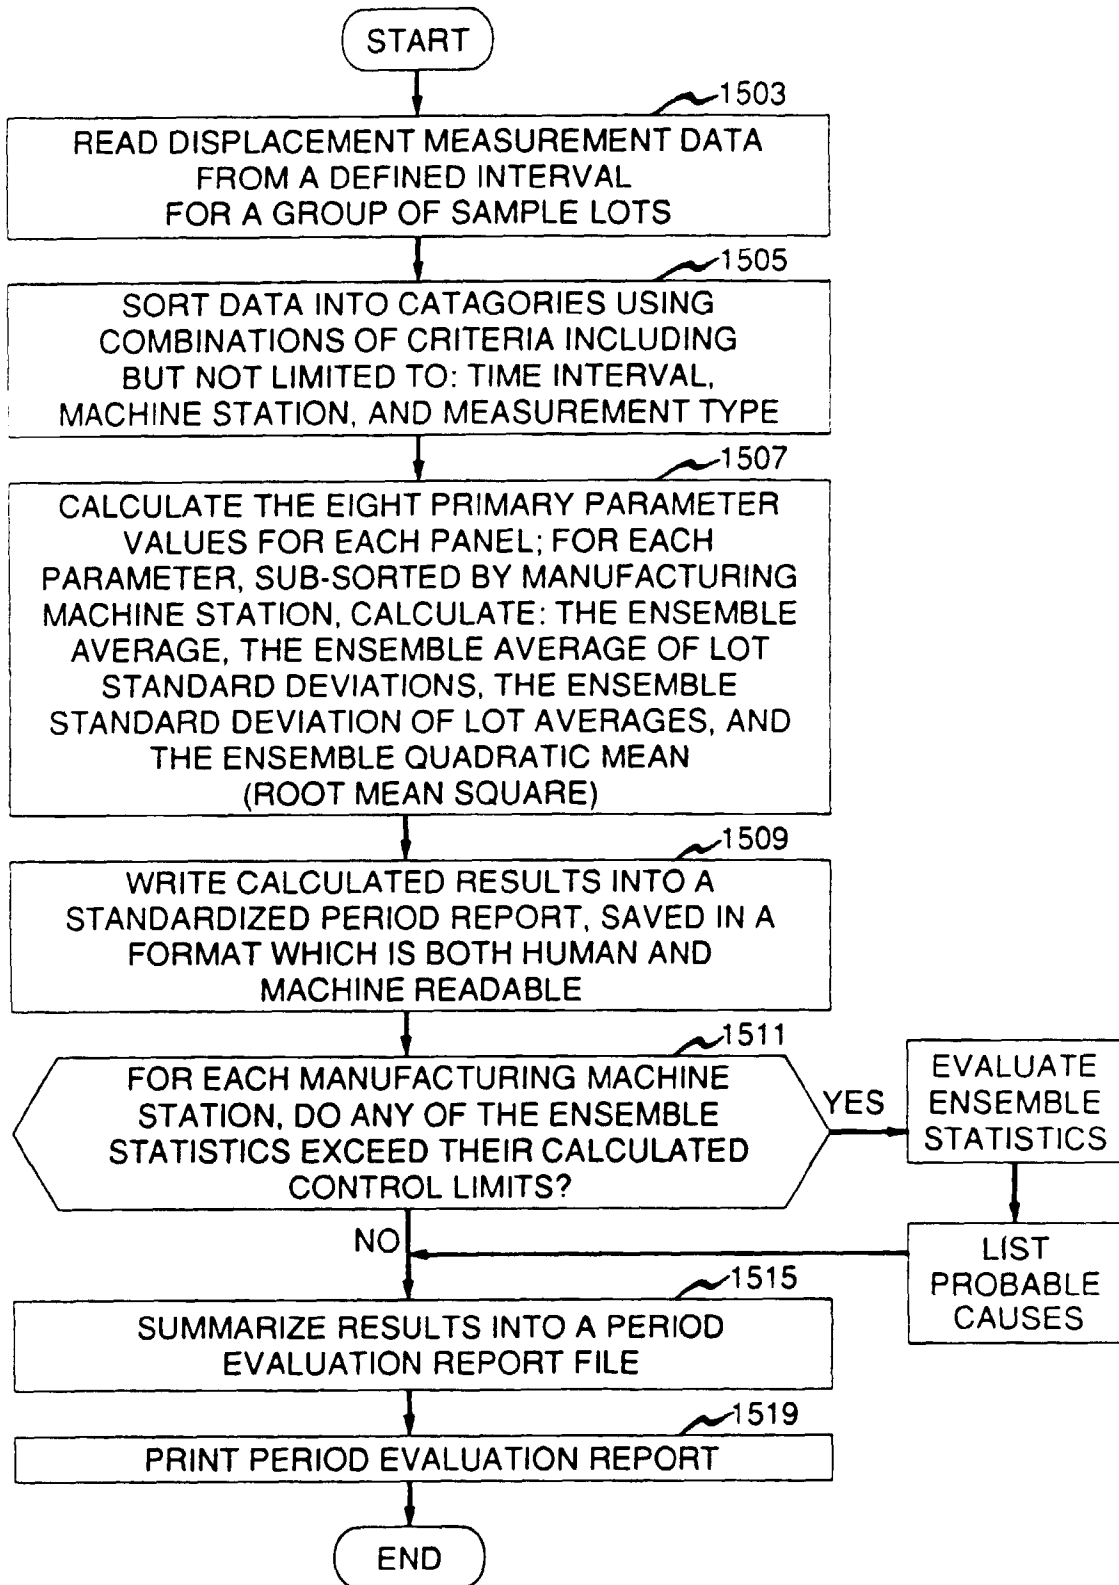 START
1503
READ DISPLACEMENT MEASUREMENT DATA
FROM A DEFINED INTERVAL
FOR A GROUP OF SAMPLE LOTS
1505
SORT DATA INTO CATAGORIES USING
COMBINATIONS OF CRITERIA INCLUDING
BUT NOT LIMITED TO: TIME INTERVAL,
MACHINE STATION, AND MEASUREMENT TYPE
1507
CALCULATE THE EIGHT PRIMARY PARAMETER
VALUES FOR EACH PANEL; FOR EACH
PARAMETER, SUB-SORTED BY MANUFACTURING
MACHINE STATION, CALCULATE: THE ENSEMBLE
AVERAGE, THE ENSEMBLE AVERAGE OF LOT
STANDARD DEVIATIONS, THE ENSEMBLE
STANDARD DEVIATION OF LOT AVERAGES, AND
THE ENSEMBLE QUADRATIC MEAN
(ROOT MEAN SQUARE)
1509
WRITE CALCULATED RESULTS INTO A
STANDARDIZED PERIOD REPORT, SAVED IN A
FORMAT WHICH IS BOTH HUMAN AND
MACHINE READABLE
1511
FOR EACH MANUFACTURING MACHINE
STATION, DO ANY OF THE ENSEMBLE
STATISTICS EXCEED THEIR CALCULATED
CONTROL LIMITS?
YES
EVALUATE
ENSEMBLE
STATISTICS
NO
LIST
PROBABLE
CAUSES
1515
SUMMARIZE RESULTS INTO A PERIOD
EVALUATION REPORT FILE
1519
PRINT PERIOD EVALUATION REPORT
END